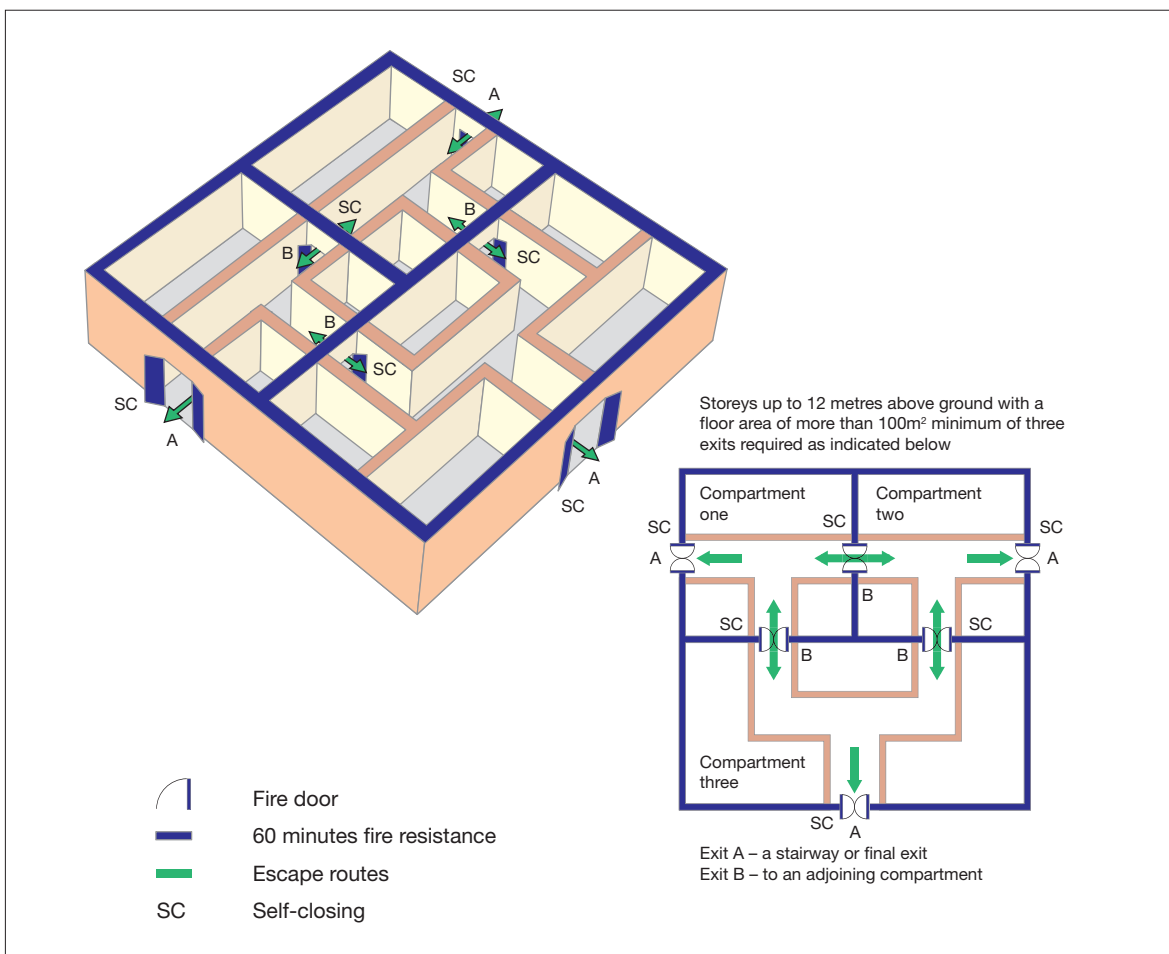 SC
A
SC
B
B
SC
B
SC
SC
A
A
SC
Storeys up to 12 metres above ground with a
floor area of more than 100m² minimum of three
exits required as indicated below
Compartment
one
Compartment
two
SC
SC
SC
A
A
B
SC
SC
B
B
Compartment
three
SC
A
Exit A – a stairway or final exit
Exit B – to an adjoining compartment
Fire door
60 minutes fire resistance
Escape routes
SC Self-closing